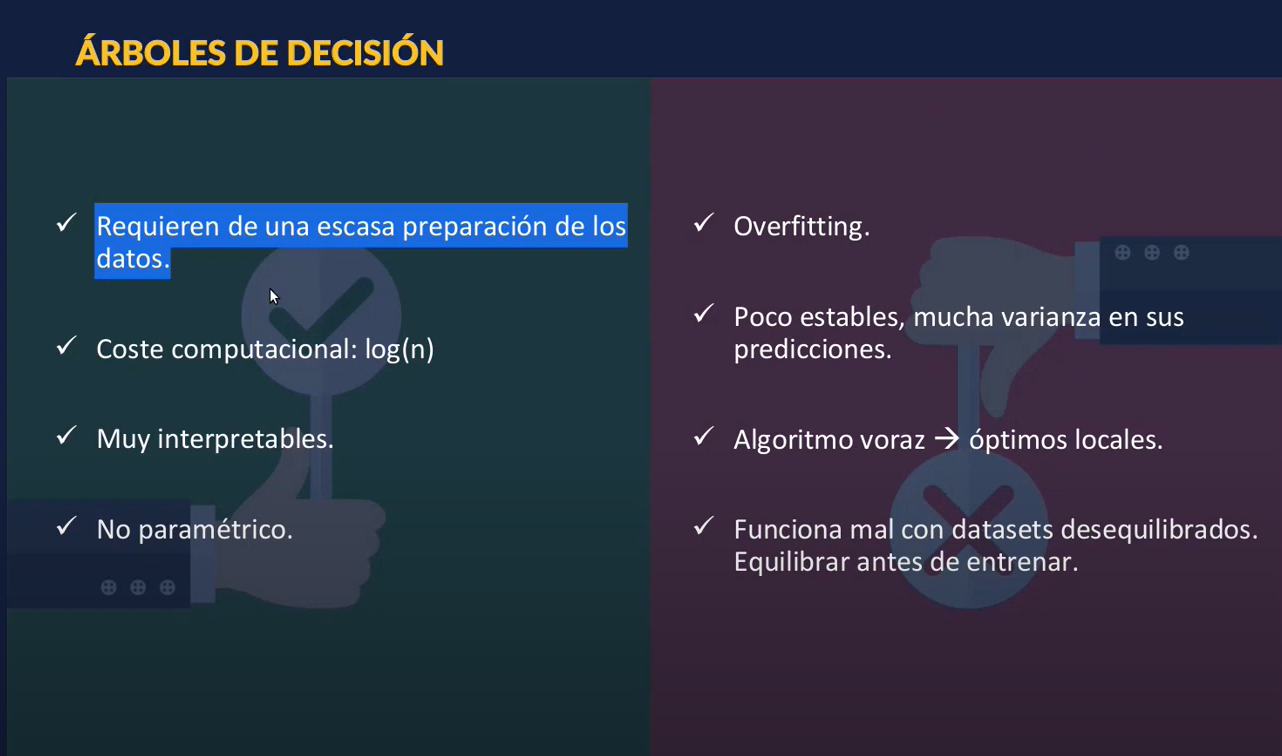 ÁRBOLES DE DECISIÓN
Requieren de una escasa preparación de los
datos.
Coste computacional: log(n)
Muy interpretables.
No paramétrico.
Overfitting.
Poco estables, mucha varianza en sus
predicciones.
Algoritmo voraz → óptimos locales.
Funciona mal con datasets desequilibrados.
Equilibrar antes de entrenar.